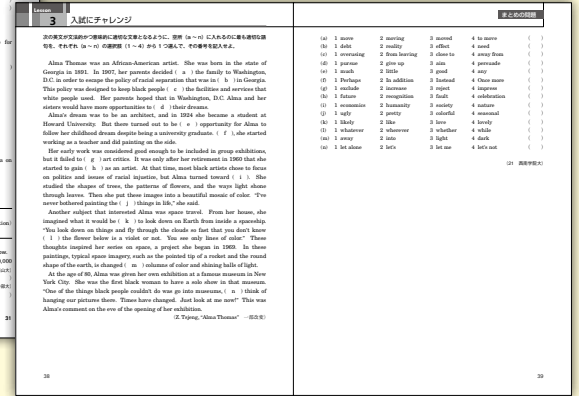 Lesson
3 入試にチャレンジ
まとめの問題
次の英文が文法的かつ意味的に適切な文章となるように，空所（a～n）に入れるのに最も適切な語
句を，それぞれ（a～n）の選択肢（1～4）から1つ選んで，その番号を記入せよ。
Alma Thomas was an African-American artist. She was born in the state of
Georgia in 1891. In 1907, her parents decided ( a ) the family to Washington,
D.C. in order to escape the policy of racial separation that was in ( b ) in Georgia.
This policy was designed to keep black people ( c ) the facilities and services that
white people used. Her parents hoped that in Washington, D.C. Alma and her
sisters would have more opportunities to ( d ) their dreams.
Alma's dream was to be an architect, and in 1924 she became a student at
Howard University. But there turned out to be ( e ) opportunity for Alma to
follow her childhood dream despite being a university graduate. ( f ), she started
working as a teacher and did painting on the side.
Her early work was considered good enough to be included in group exhibitions,
but it failed to ( g ) art critics. It was only after her retirement in 1960 that she
started to gain ( h ) as an artist. At that time, most black artists chose to focus
on politics and issues of racial injustice, but Alma turned toward ( i ). She
studied the shapes of trees, the patterns of flowers, and the ways light shone
through leaves. Then she put these images into a beautiful mosaic of color. "I've
never bothered painting the ( j ) things in life," she said.
Another subject that interested Alma was space travel. From her house, she
imagined what it would be ( k ) to look down on Earth from inside a spaceship.
"You look down on things and fly through the clouds so fast that you don't know
( l ) the flower below is a violet or not. You see only lines of color." These
thoughts inspired her series on space, a project she began in 1969. In these
paintings, typical space imagery, such as the pointed tip of a rocket and the round
shape of the earth, is changed ( m ) columns of color and shining balls of light.
At the age of 80, Alma was given her own exhibition at a famous museum in New
York City. She was the first black woman to have a solo show in that museum.
"One of the things black people couldn't do was go into museums, ( n ) think of
hanging our pictures there. Times have changed. Just look at me now!" This was
Alma's comment on the eve of the opening of her exhibition.
(Z. Tsjeng, "Alma Thomas" 一部改変)
38
(a) 1 move 2 moving 3 moved 4 to move ( )
(b) 1 debt 2 reality 3 effect 4 need ( )
(c) 1 overusing 2 from leaving 3 close to 4 away from ( )
(d) 1 pursue 2 give up 3 aim 4 persuade ( )
(e) 1 much 2 little 3 good 4 any ( )
(f) 1 Perhaps 2 In addition 3 Instead 4 Once more ( )
(g) 1 exclude 2 increase 3 reject 4 impress ( )
(h) 1 future 2 recognition 3 fault 4 celebration ( )
(i) 1 economics 2 humanity 3 society 4 nature ( )
(j) 1 ugly 2 pretty 3 colorful 4 seasonal ( )
(k) 1 likely 2 like 3 love 4 lovely ( )
(l) 1 whatever 2 wherever 3 whether 4 while ( )
(m) 1 away 2 into 3 light 4 dark ( )
(n) 1 let alone 2 let's 3 let me 4 let's not ( )
39
31